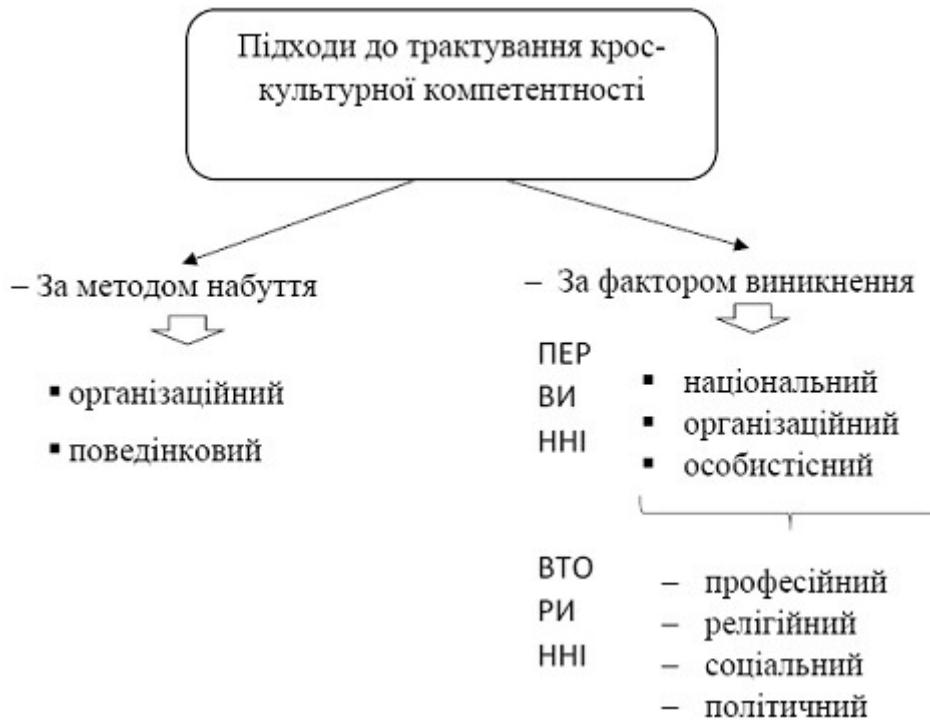 Підходи до трактування крос-
культурної компетентності
– За методом набуття
▪ організаційний
▪ поведінковий
– За фактором виникнення
ПЕР
ВИ
ННІ
▪ національний
▪ організаційний
▪ особистісний
ВТО
РИ
ННІ
– професійний
– релігійний
– соціальний
– політичний